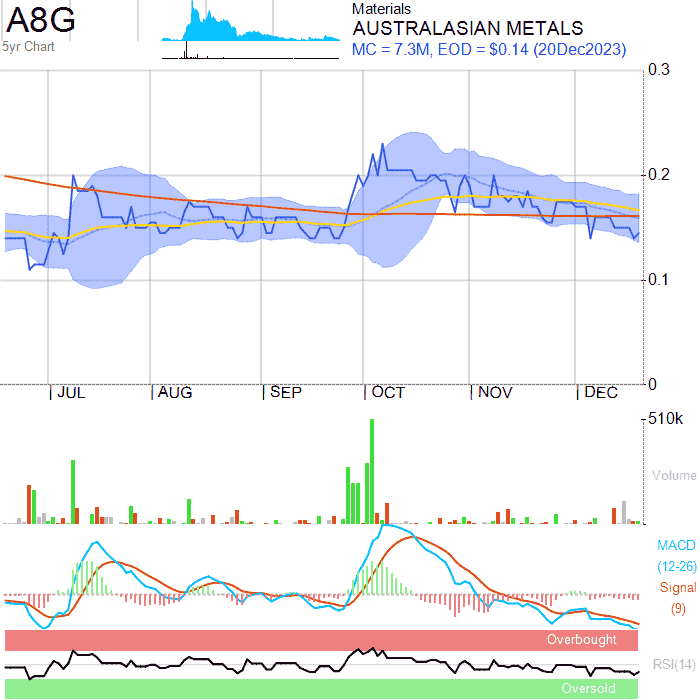 A8G
5yr Chart
Materials
AUSTRALASIAN METALS
MC = 7.3M, EOD = $0.14 (20Dec2023)
0.3
0.2
0.1
0
JUL AUG SEP OCT NOV DEC
510k
Volume
MACD
(12-26)
Signal
(9)
Overbought
RSI(14)
Oversold